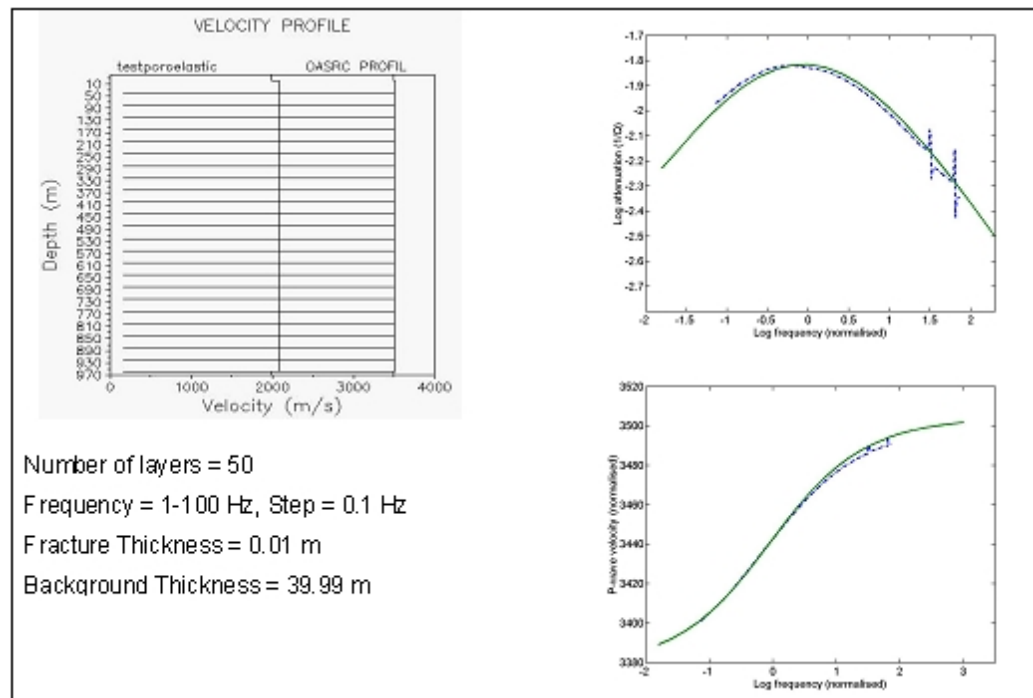 VELOCITY PROFILE
testporoelastic OASRC PROFIL
Depth (m)
10
50
90
130
170
210
250
290
330
370
410
450
490
530
570
610
650
690
730
770
810
850
890
930
970
0 1000 2000 3000 4000
Velocity (m/s)
Number of layers = 50
Frequency = 1-100 Hz, Step = 0.1 Hz
Fracture Thickness = 0.01 m
Background Thickness = 39.99 m
Log attenuation (1/Q)
-1.7
-1.8
-1.9
-2
-2.1
-2.2
-2.3
-2.4
-2.5
-2.6
-2.7
-2 -1.5 -1 -0.5 0 0.5 1 1.5 2
Log frequency (normalised)
P-wave velocity (normalised)
3520
3500
3480
3460
3440
3420
3400
3380
-2 -1 0 1 2 3
Log frequency (normalised)